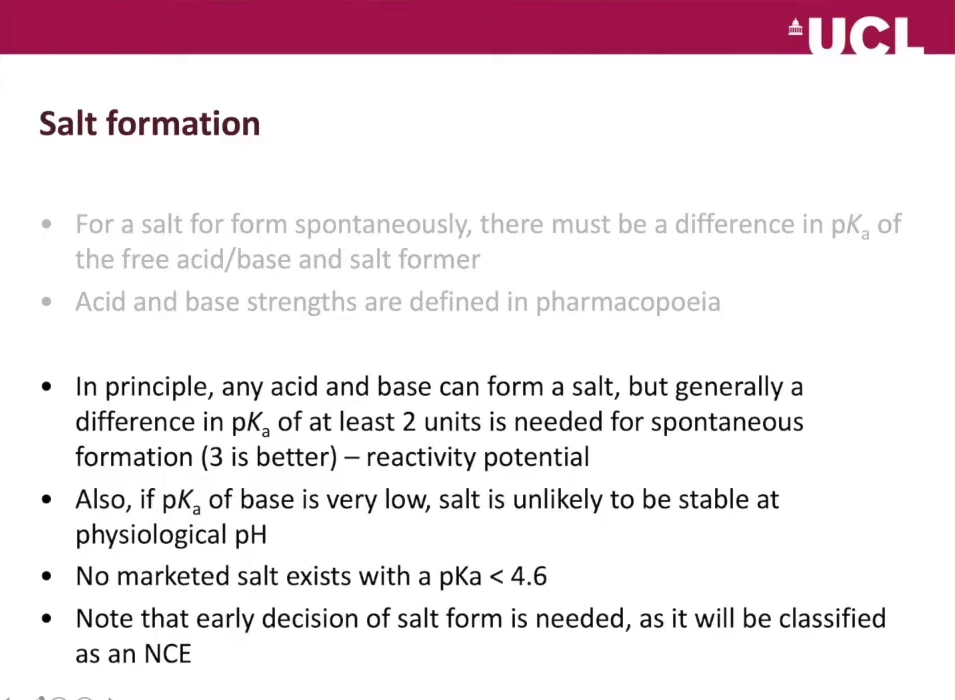 UCL
Salt formation
• For a salt for form spontaneously, there must be a difference in pKa of
the free acid/base and salt former
• Acid and base strengths are defined in pharmacopoeia
• In principle, any acid and base can form a salt, but generally a
difference in pKa of at least 2 units is needed for spontaneous
formation (3 is better) – reactivity potential
• Also, if pKa of base is very low, salt is unlikely to be stable at
physiological pH
• No marketed salt exists with a pKa < 4.6
• Note that early decision of salt form is needed, as it will be classified
as an NCE